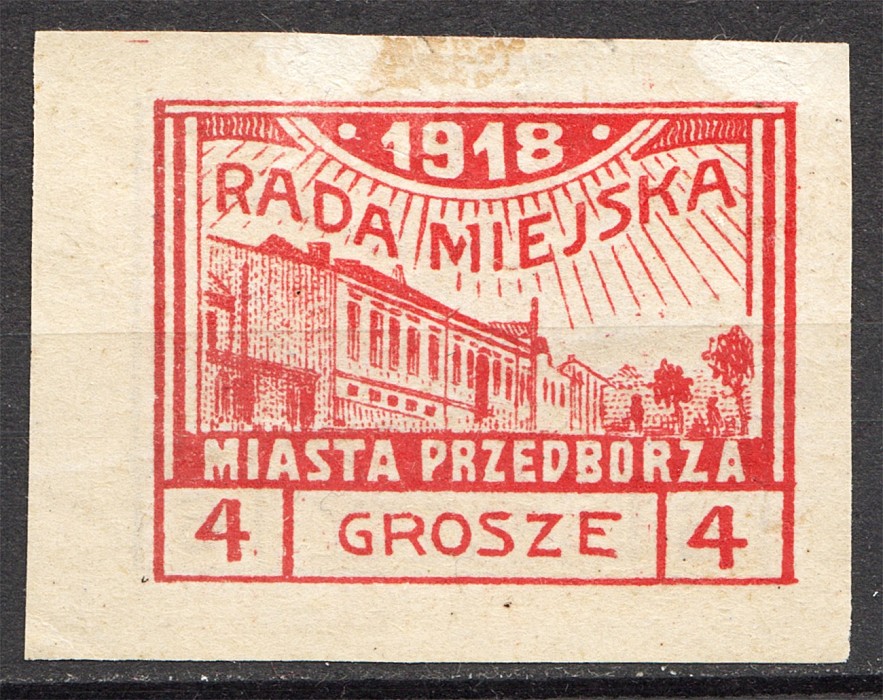 · 1918 ·
RADA MIEJSKA
MIASTA PRZEDBORZA
4 GROSZE 4